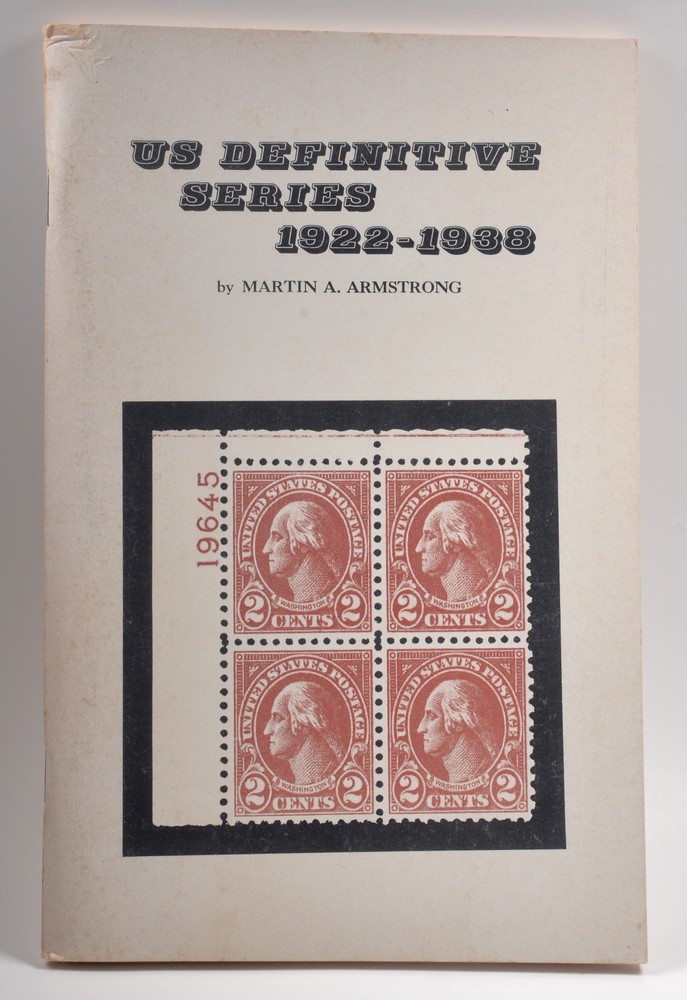 US DEFINITIVE
SERIES
1922-1938
by MARTIN A. ARMSTRONG
19645
UNITED STATES POSTAGE
WASHINGTON
2 CENTS 2
UNITED STATES POSTAGE
WASHINGTON
2 CENTS 2
UNITED STATES POSTAGE
WASHINGTON
2 CENTS 2
UNITED STATES POSTAGE
WASHINGTON
2 CENTS 2